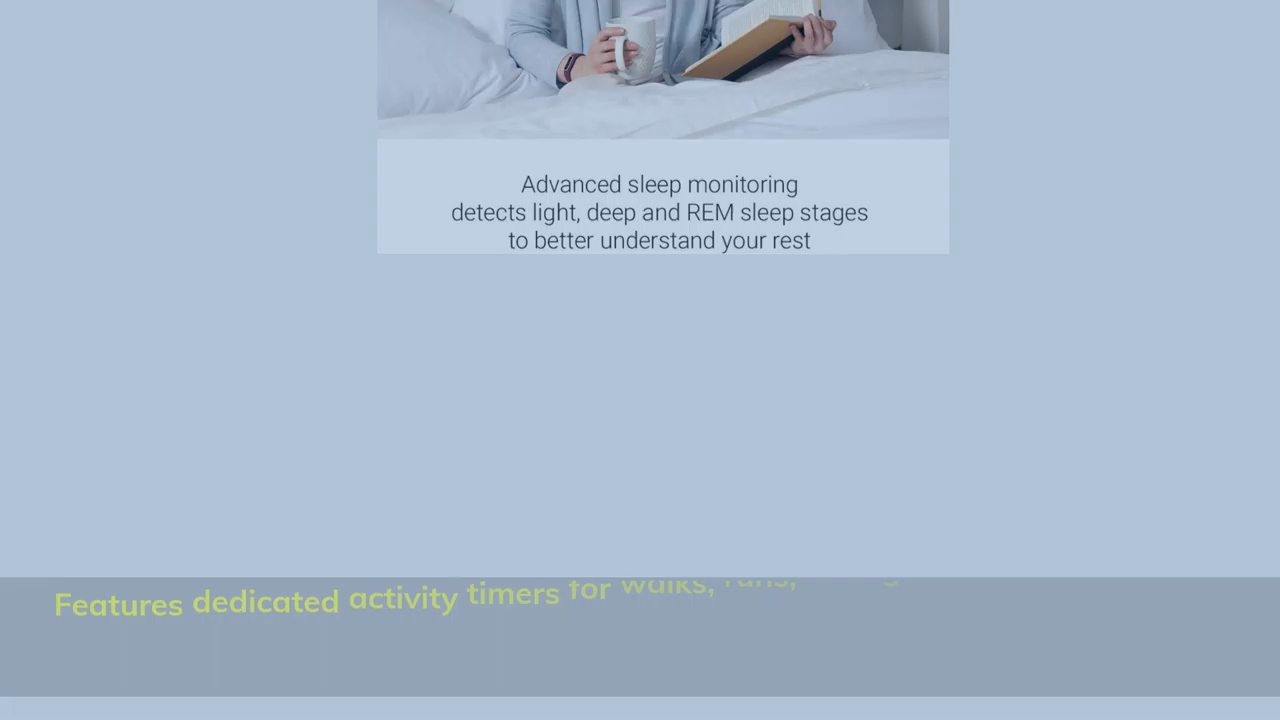 Advanced sleep monitoring
detects light, deep and REM sleep stages
to better understand your rest
Features dedicated activity timers for walks, runs,